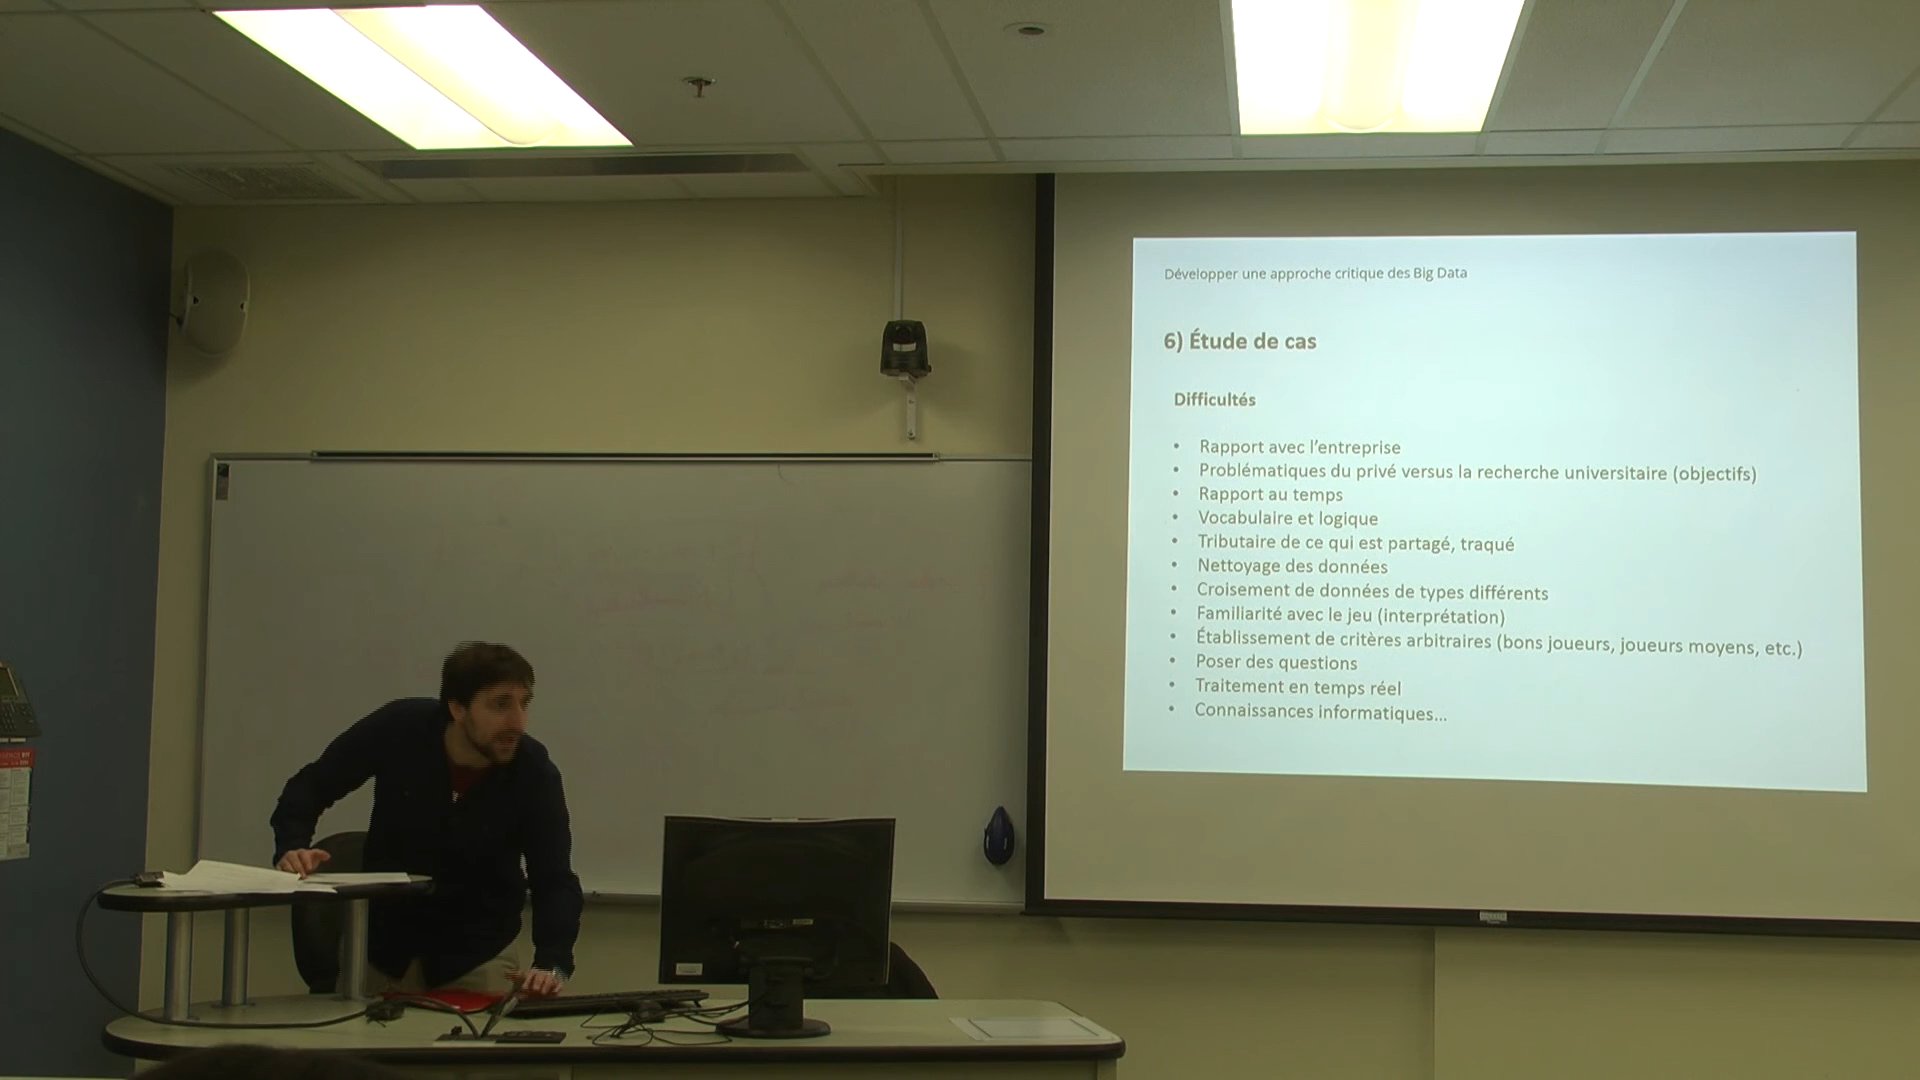 Développer une approche critique des Big Data
6) Étude de cas
Difficultés
• Rapport avec l'entreprise
• Problématiques du privé versus la recherche universitaire (objectifs)
• Rapport au temps
• Vocabulaire et logique
• Tributaire de ce qui est partagé, traqué
• Nettoyage des données
• Croisement de données de types différents
• Familiarité avec le jeu (interprétation)
• Établissement de critères arbitraires (bons joueurs, joueurs moyens, etc.)
• Poser des questions
• Traitement en temps réel
• Connaissances informatiques...